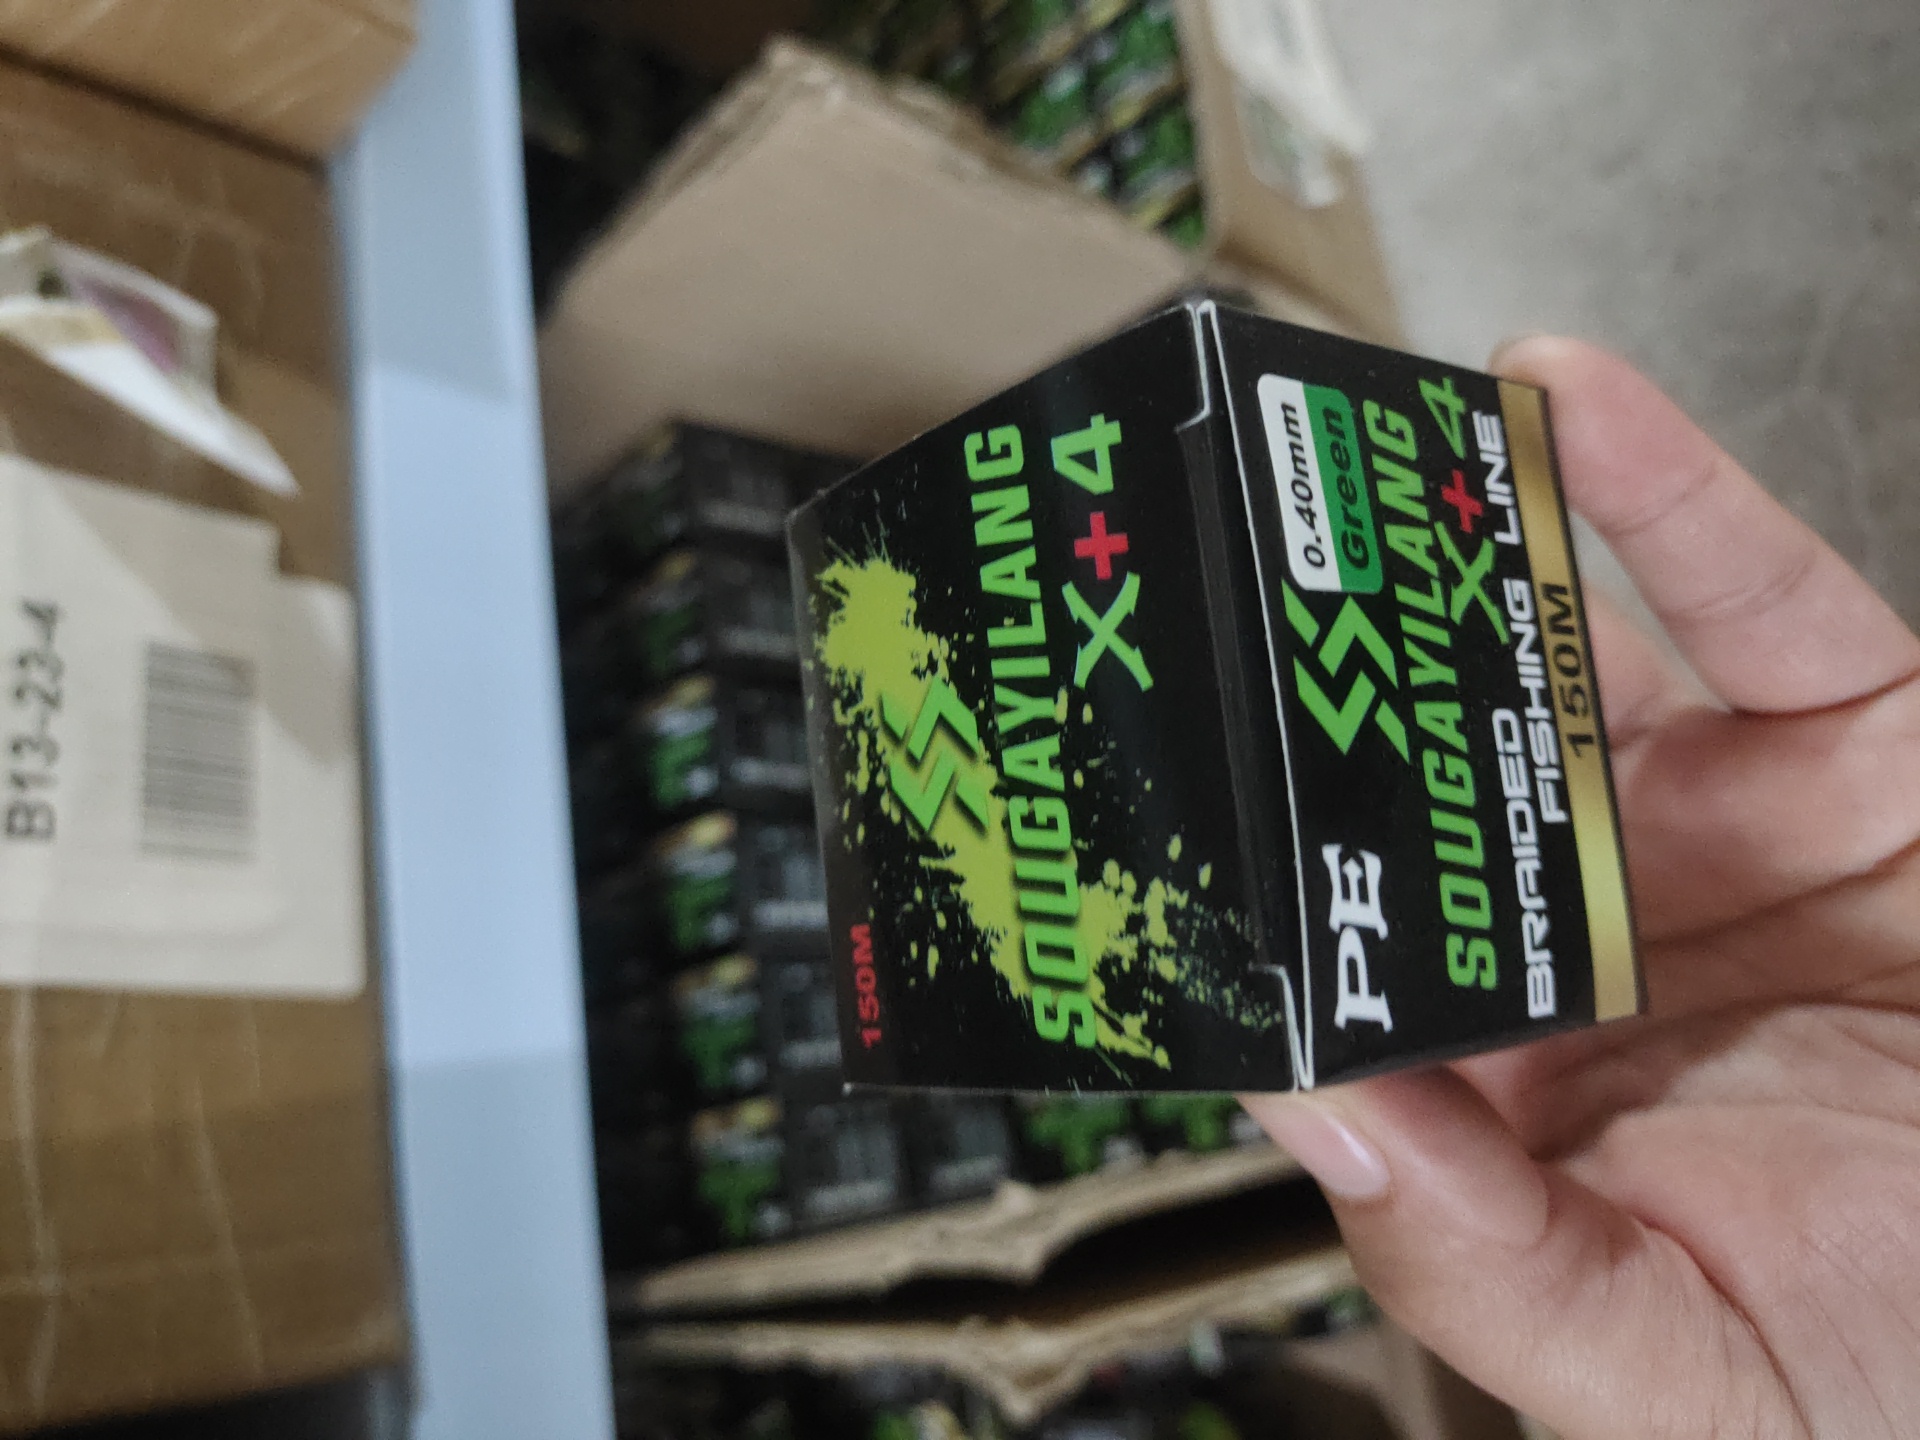 B13-23-4
150M
SOUGAYILANG
X+4
0.40mm
Green
PE
SOUGAYILANG
X+4
BRAIDED
FISHING LINE
150M